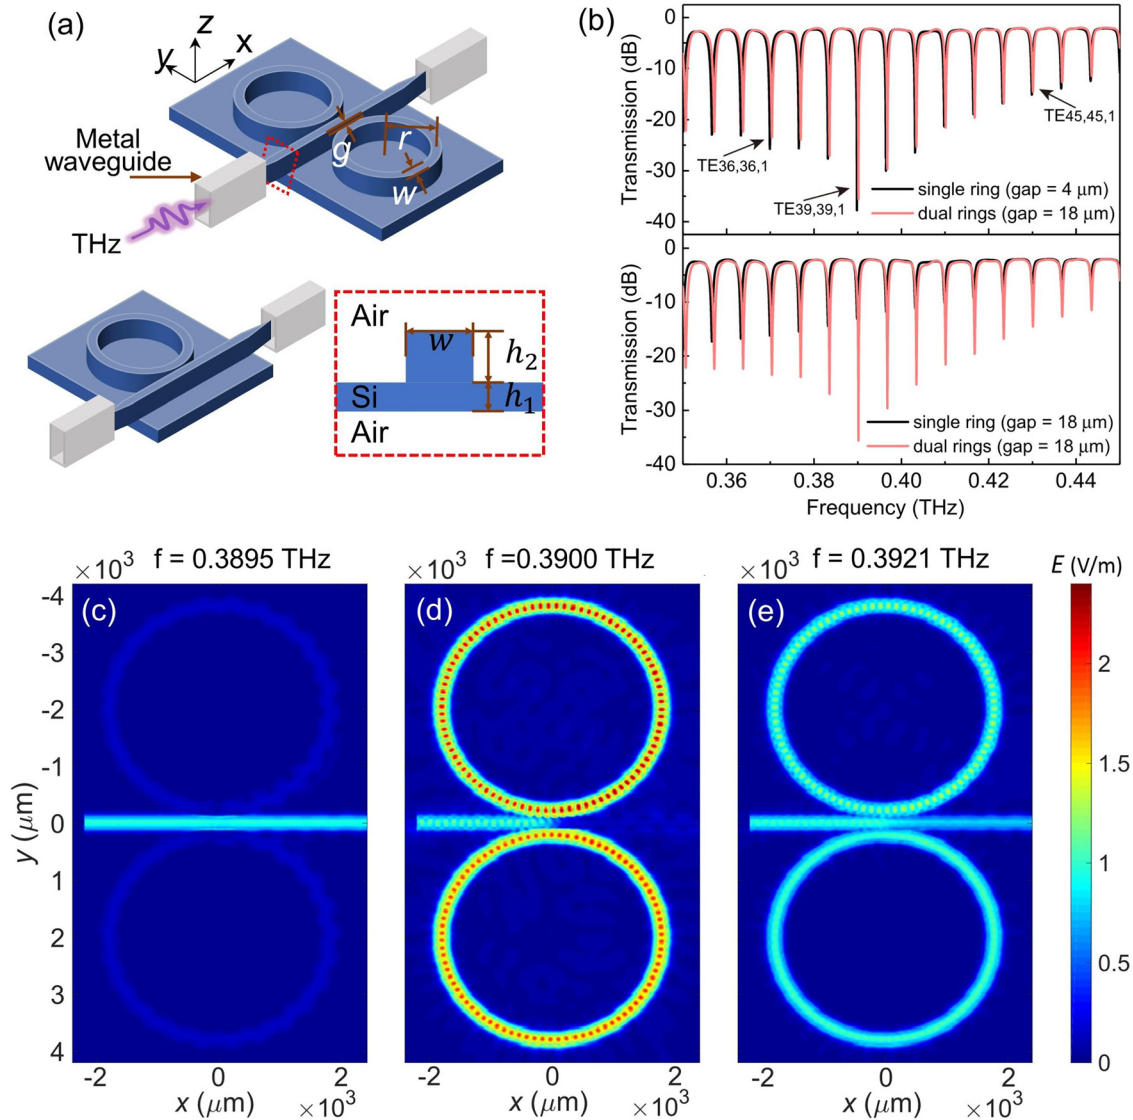 (a)
z
y
x
Metal
waveguide
THz
g
r
w
Air
w
h₂
Si
h₁
Air
(b)
0
-10
-20
-30
-40
Transmission (dB)
TE36,36,1
TE39,39,1
TE45,45,1
single ring (gap = 4 μm)
dual rings (gap = 18 μm)
0
-10
-20
-30
-40
Transmission (dB)
single ring (gap = 18 μm)
dual rings (gap = 18 μm)
0.36 0.38 0.40 0.42 0.44
Frequency (THz)
×10³ f = 0.3895 THz
×10³ f =0.3900 THz
×10³ f = 0.3921 THz
E (V/m)
(c)
(d)
(e)
-4
-3
-2
-1
0
1
2
3
4
y (μm)
2
1.5
1
0.5
0
-2 0 2
x (μm) ×10³
-2 0 2
x (μm) ×10³
-2 0 2
x (μm) ×10³